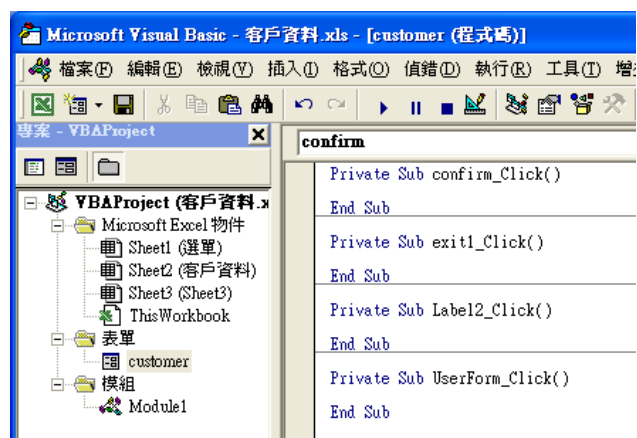 Microsoft Visual Basic - 客戶資料.xls - [customer (程式碼)]
檔案(F) 編輯(E) 檢視(V) 插入(I) 格式(O) 偵錯(D) 執行(R) 工具(T)
專案 - VBAProject
confirm
VBAProject (客戶資料.x
Microsoft Excel 物件
Sheet1 (選單)
Sheet2 (客戶資料)
Sheet3 (Sheet3)
ThisWorkbook
表單
customer
模組
Module1
Private Sub confirm_Click()
End Sub
Private Sub exit1_Click()
End Sub
Private Sub Label2_Click()
End Sub
Private Sub UserForm_Click()
End Sub